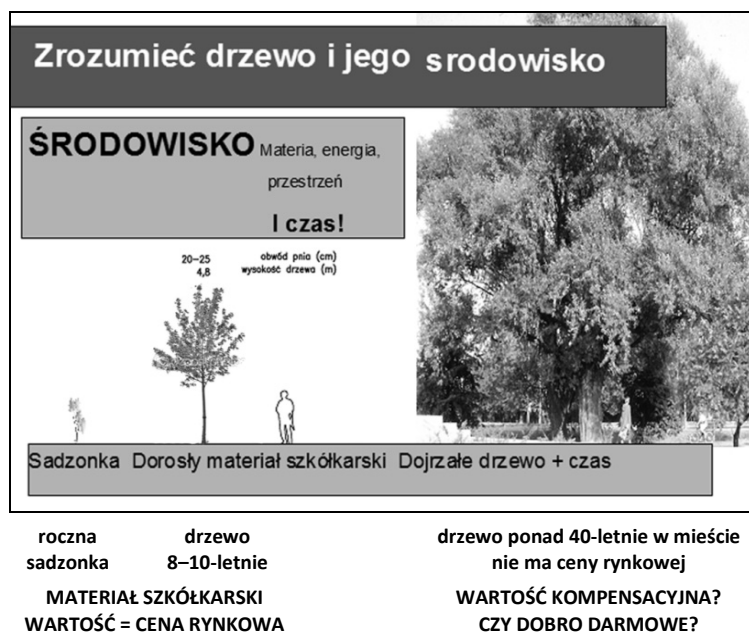 Zrozumieć drzewo i jego srodowisko
ŚRODOWISKO Materia, energia,
przestrzeń
I czas!
20–25 obwód pnia (cm)
4,8 wysokość drzewa (m)
Sadzonka Dorosły materiał szkółkarski Dojrzałe drzewo + czas
roczna drzewo drzewo ponad 40-letnie w mieście
sadzonka 8–10-letnie nie ma ceny rynkowej
MATERIAŁ SZKÓŁKARSKI WARTOŚĆ KOMPENSACYJNA?
WARTOŚĆ = CENA RYNKOWA CZY DOBRO DARMOWE?